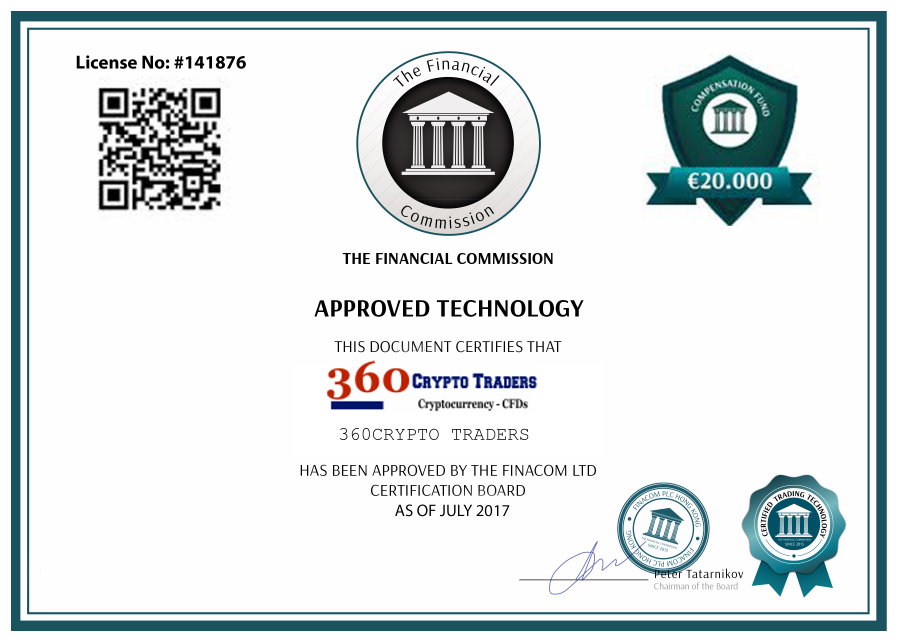 License No: #141876
The Financial
Commission
COMPENSATION FUND
€20.000
THE FINANCIAL COMMISSION
APPROVED TECHNOLOGY
THIS DOCUMENT CERTIFIES THAT
360 CRYPTO TRADERS
Cryptocurrency - CFDs
360CRYPTO TRADERS
HAS BEEN APPROVED BY THE FINACOM LTD
CERTIFICATION BOARD
AS OF JULY 2017
FINACOM PLC HONG KONG
SINCE 2013
FINACOM PLC HONG KONG
CERTIFIED TRADING TECHNOLOGY
THE FINANCIAL COMMISSION
Peter Tatarnikov
Chairman of the Board